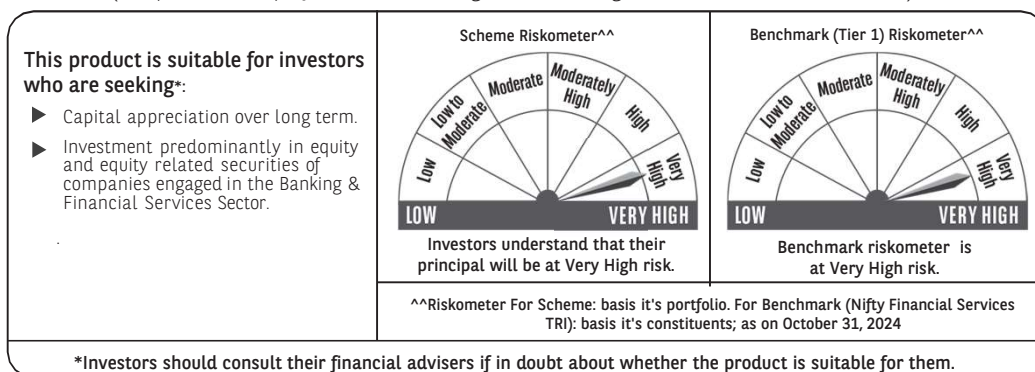 This product is suitable for investors
who are seeking*:
▶ Capital appreciation over long term.
▶ Investment predominantly in equity
and equity related securities of
companies engaged in the Banking &
Financial Services Sector.
.
Scheme Riskometer^^
Low
Low to
Moderate
Moderate
Moderately
High
High
Very
High
LOW VERY HIGH
Investors understand that their
principal will be at Very High risk.
Benchmark (Tier 1) Riskometer^^
Low
Low to
Moderate
Moderate
Moderately
High
High
Very
High
LOW VERY HIGH
Benchmark riskometer is
at Very High risk.
^^Riskometer For Scheme: basis it's portfolio. For Benchmark (Nifty Financial Services
TRI): basis it's constituents; as on October 31, 2024
*Investors should consult their financial advisers if in doubt about whether the product is suitable for them.